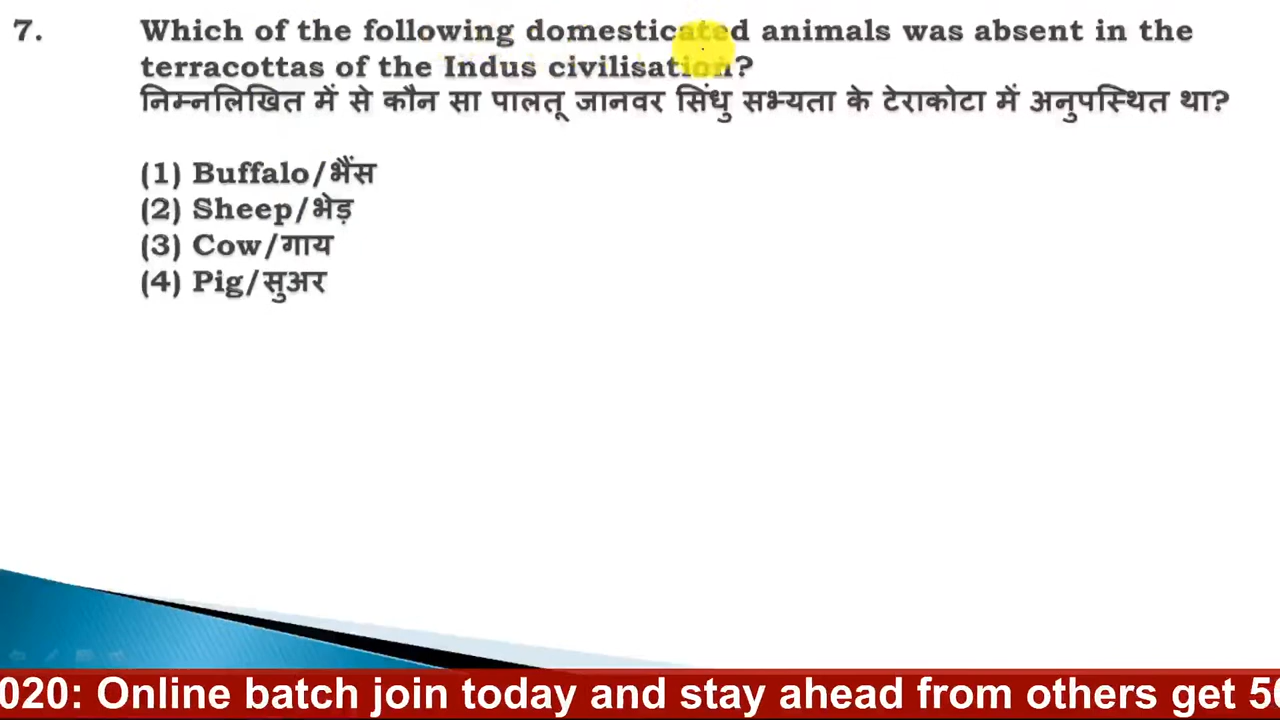 7. Which of the following domesticated animals was absent in the
terracottas of the Indus civilisation?
निम्नलिखित में से कौन सा पालतू जानवर सिंधु सभ्यता के टेराकोटा में अनुपस्थित था?
(1) Buffalo/भैंस
(2) Sheep/भेड़
(3) Cow/गाय
(4) Pig/सुअर
020: Online batch join today and stay ahead from others get 50